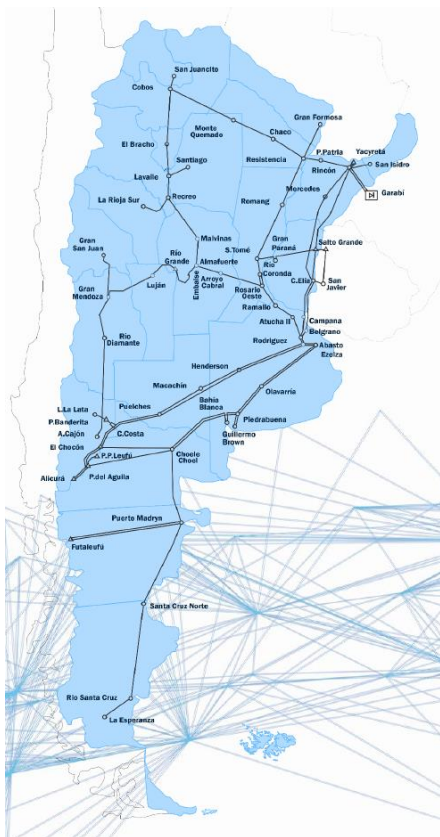 San Juancito
Cobos
Gran Formosa
Monte
Quemado
Chaco
El Bracho
P.Patria
Yacyretá
Resistencia
Rincón
San Isidro
Santiago
Lavalle
Mercedes
Garabí
La Rioja Sur
Recreo
Romang
Malvinas
Gran
San Juan
Río
Grande
Almafuerte
S.Tomé
Gran
Paraná
Salto Grande
Embalse
Arroyo
Cabral
Río
Coronda
C.Elía
San
Javier
Gran
Mendoza
Luján
Rosario
Oeste
Ramallo
Atucha II
Campana
Belgrano
Río
Diamante
Rodríguez
Abasto
Ezeiza
Henderson
Macachín
Olavarría
L.La Lata
Puelches
Bahía
Blanca
P.Banderita
Piedrabuena
A.Cajón
C.Costa
El Chocón
Guillermo
Brown
P.P.Leufú
Choele
Choel
Alicurá
P.del Aguila
Puerto Madryn
Futaleufú
Santa Cruz Norte
Río Santa Cruz
La Esperanza